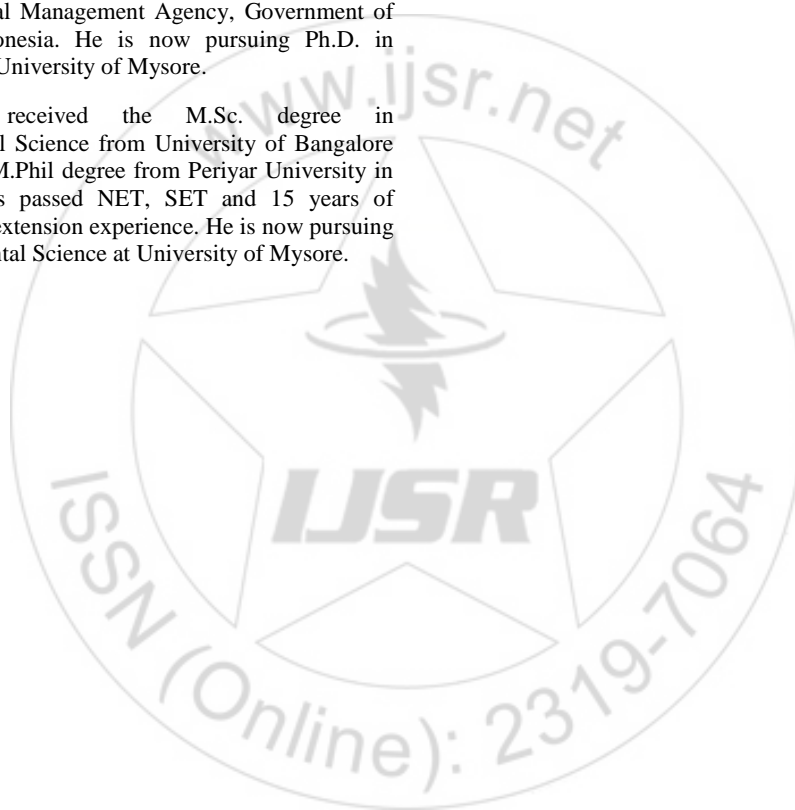 al Management Agency, Government of
onesia. He is now pursuing Ph.D. in
University of Mysore.
received the M.Sc. degree in
l Science from University of Bangalore
M.Phil degree from Periyar University in
s passed NET, SET and 15 years of
extension experience. He is now pursuing
ntal Science at University of Mysore.
www.ijsr.net
IJSR
ISSN (Online): 2319-7064